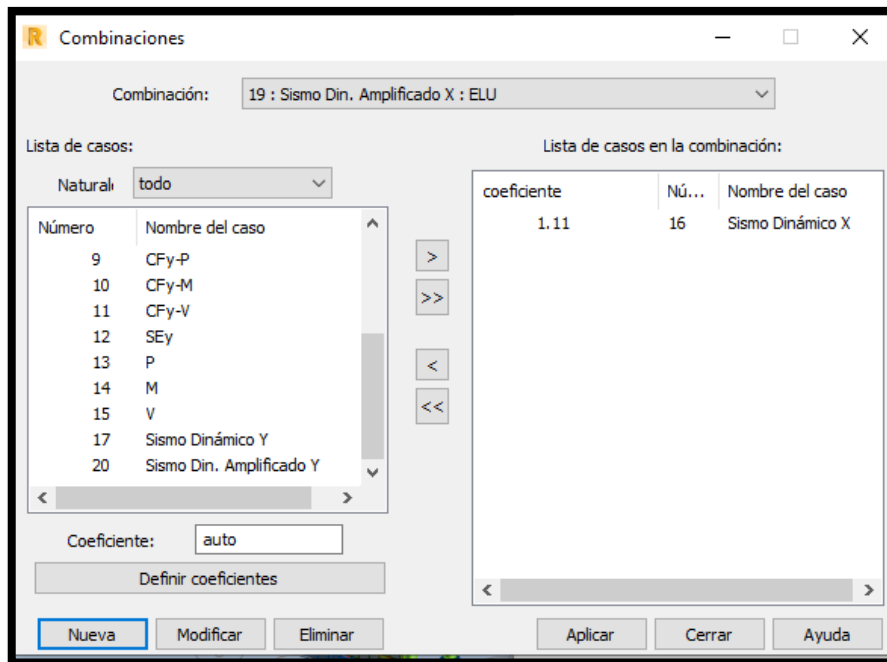 R Combinaciones
Combinación: 19 : Sismo Din. Amplificado X : ELU
Lista de casos:
Lista de casos en la combinación:
Natural todo
Número Nombre del caso
9 CFy-P
10 CFy-M
11 CFy-V
12 SEy
13 P
14 M
15 V
17 Sismo Dinámico Y
20 Sismo Din. Amplificado Y
>
>>
<
<<
coeficiente Nú... Nombre del caso
1.11 16 Sismo Dinámico X
Coeficiente: auto
Definir coeficientes
Nueva Modificar Eliminar Aplicar Cerrar Ayuda